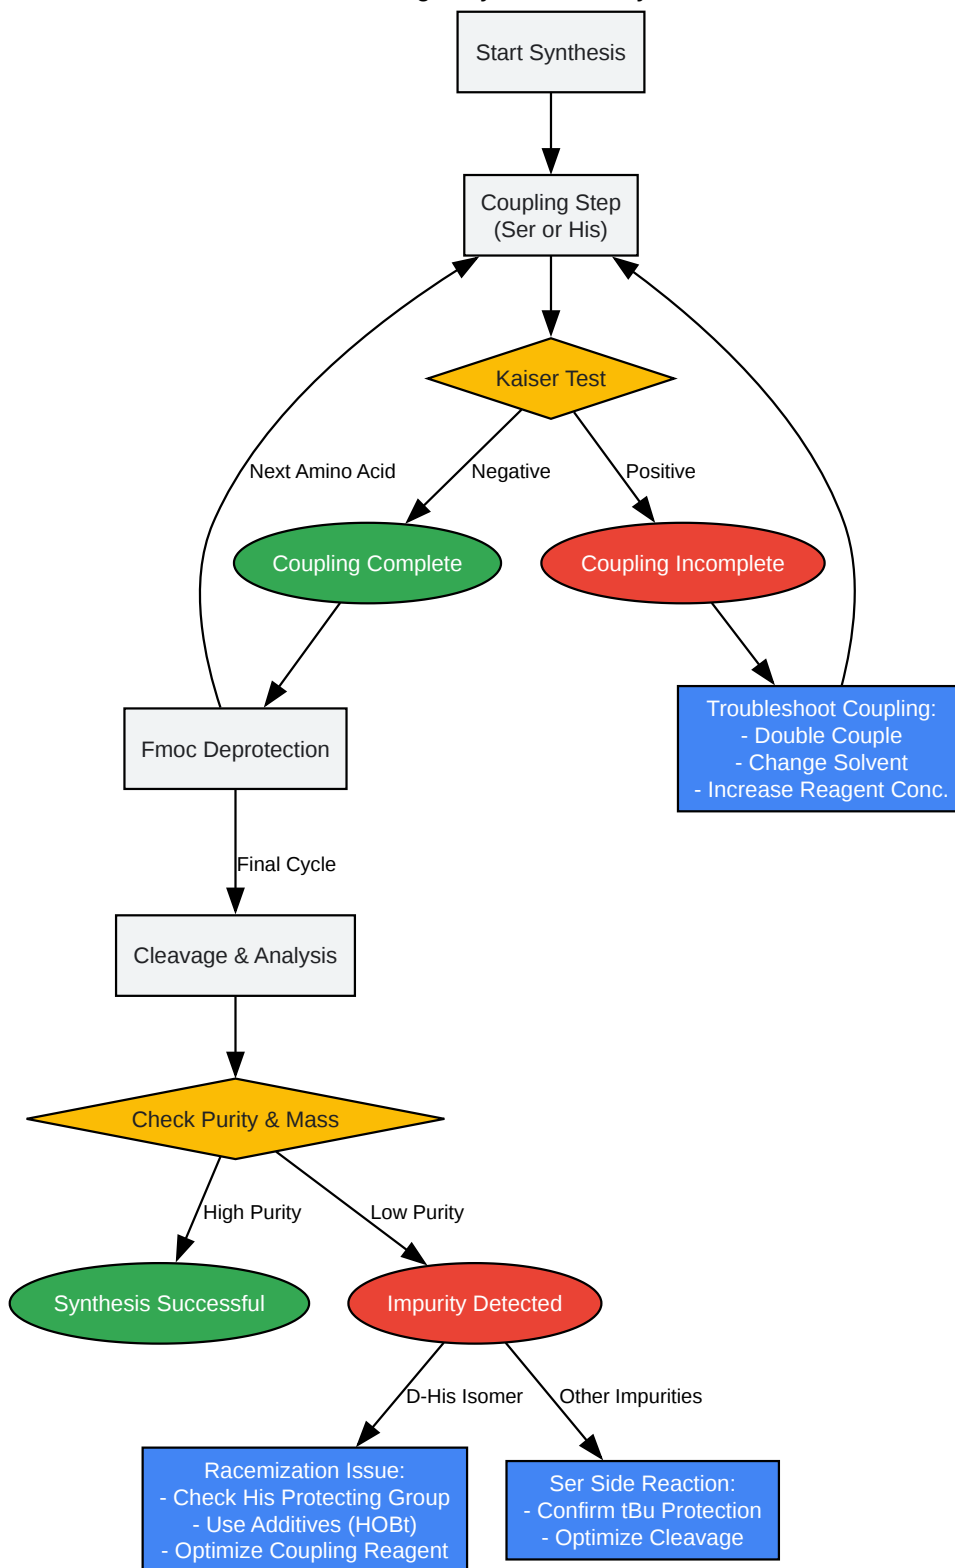 Start Synthesis
Coupling Step
(Ser or His)
Kaiser Test
Next Amino Acid
Negative
Positive
Coupling Complete
Coupling Incomplete
Troubleshoot Coupling:
- Double Couple
- Change Solvent
- Increase Reagent Conc.
Fmoc Deprotection
Final Cycle
Cleavage & Analysis
Check Purity & Mass
High Purity
Low Purity
Synthesis Successful
Impurity Detected
D-His Isomer
Other Impurities
Racemization Issue:
- Check His Protecting Group
- Use Additives (HOBt)
- Optimize Coupling Reagent
Ser Side Reaction:
- Confirm tBu Protection
- Optimize Cleavage